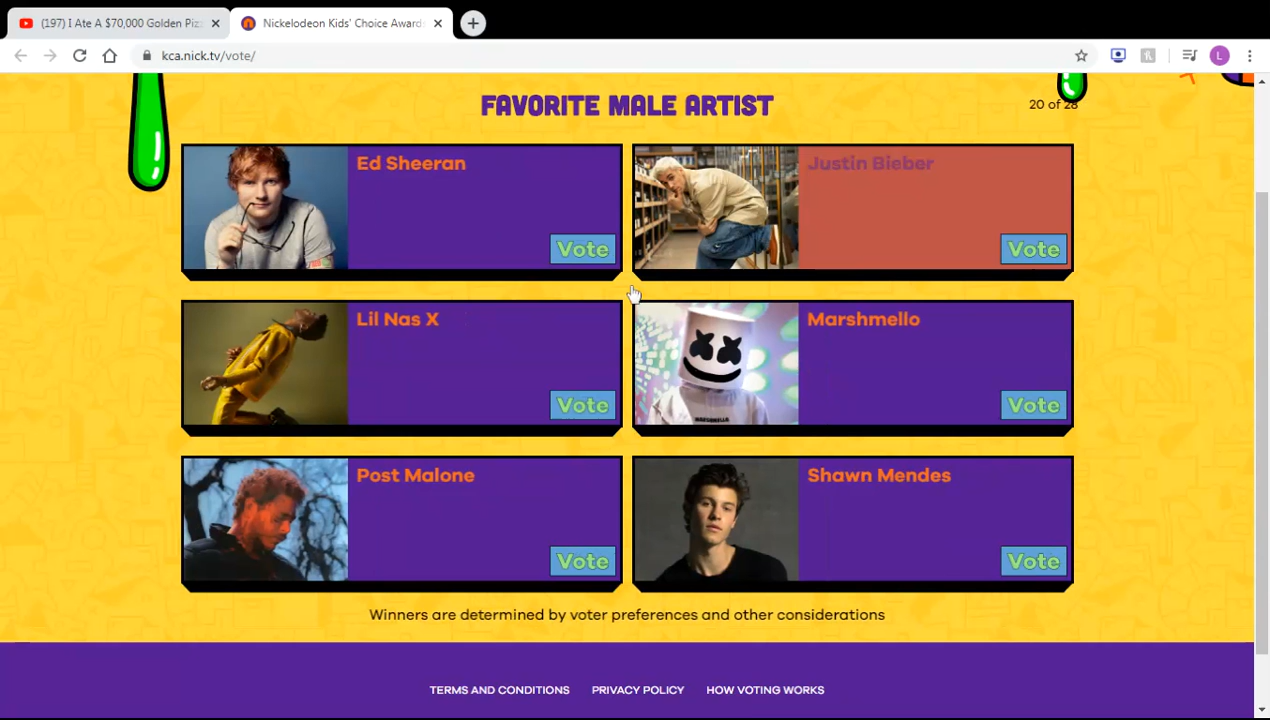 (197) I Ate A $70,000 Golden Piz
Nickelodeon Kids' Choice Award
kca.nick.tv/vote/
L
FAVORITE MALE ARTIST
20 of 28
Ed Sheeran
Vote
Justin Bieber
Vote
Lil Nas X
Vote
Marshmello
Vote
Post Malone
Vote
Shawn Mendes
Vote
Winners are determined by voter preferences and other considerations
TERMS AND CONDITIONS
PRIVACY POLICY
HOW VOTING WORKS